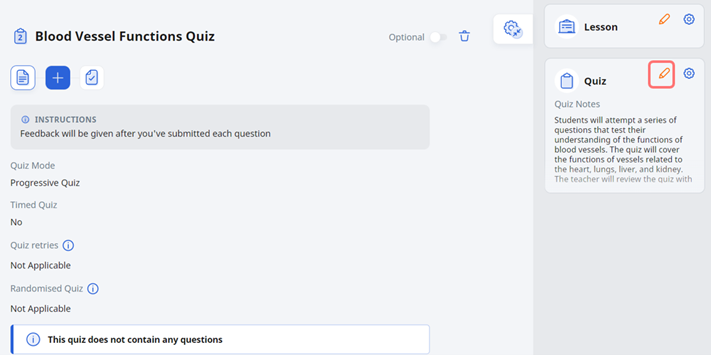 2
Blood Vessel Functions Quiz
Optional
INSTRUCTIONS
Feedback will be given after you've submitted each question
Quiz Mode
Progressive Quiz
Timed Quiz
No
Quiz retries
Not Applicable
Randomised Quiz
Not Applicable
This quiz does not contain any questions
Lesson
Quiz
Quiz Notes
Students will attempt a series of
questions that test their
understanding of the functions of
blood vessels. The quiz will cover
the functions of vessels related to
the heart, lungs, liver, and kidney.
The teacher will review the quiz with